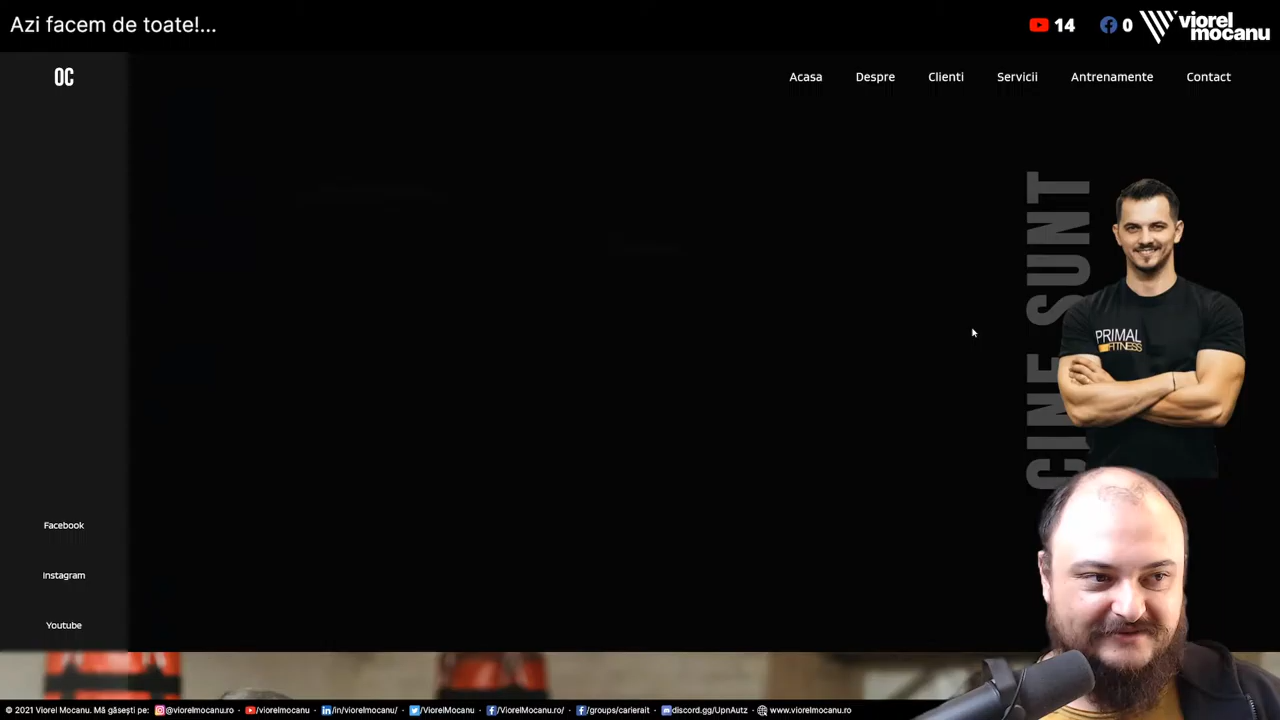 Azi facem de toate!...
14
0
viorel
mocanu
OC
Acasa
Despre
Clienti
Servicii
Antrenamente
Contact
CINE SUNT
PRIMAL
FITNESS
Facebook
Instagram
Youtube
© 2021 Viorel Mocanu. Mă găsești pe: @viorelmocanu.ro · /viorelmocanu · /in/viorelmocanu/ · /ViorelMocanu · /ViorelMocanu.ro/ · /groups/carierait · discord.gg/UpnAutz · www.viorelmocanu.ro